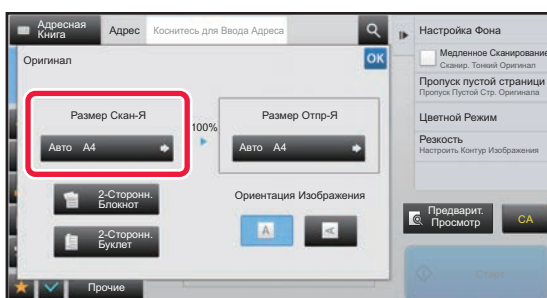 Адресная
Книга
Адрес
Коснитесь для Ввода Адреса
Настройка Фона
Оригинал
OK
Медленное Сканирование
Сканир. Тонкий Оригинал
Пропуск пустой страници
Пропуск Пустой Стр. Оригинала
Размер Скан-Я
100%
Размер Отпр-Я
Цветной Режим
Авто A4
Авто A4
Резкость
Настроить Контур Изображения
2-Сторонн.
Блокнот
Ориентация Изображения
A
A
2-Сторонн.
Буклет
Предварит.
Просмотр
CA
Старт
Прочие